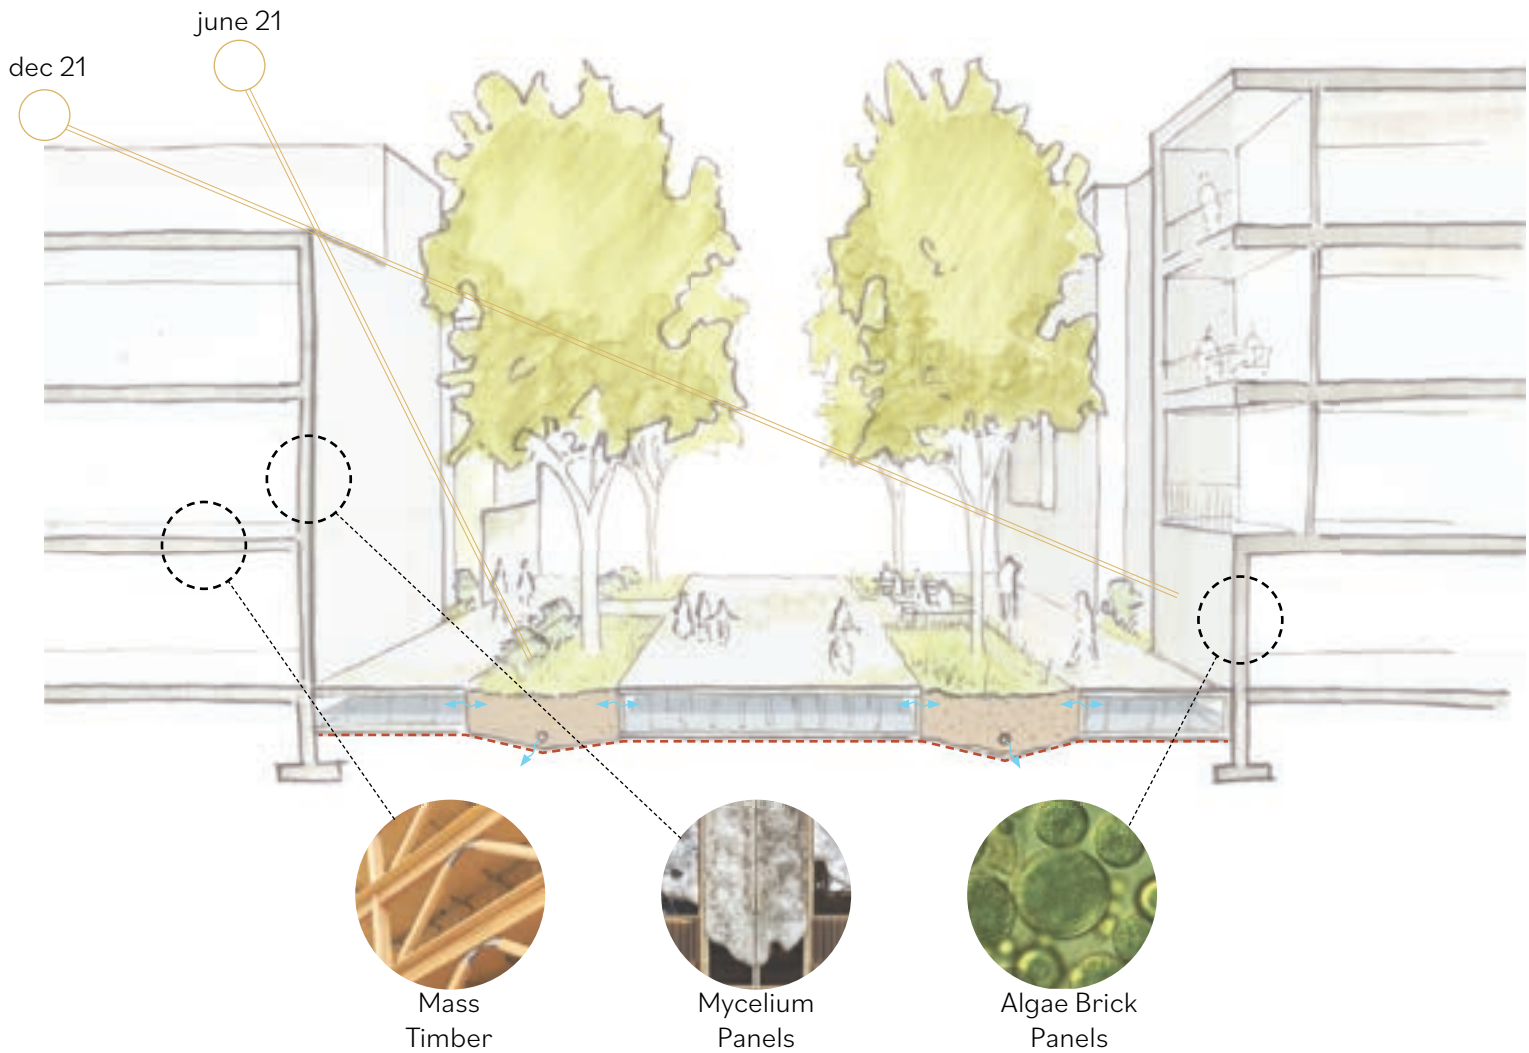 june 21
dec 21
Mass
Timber
Mycelium
Panels
Algae Brick
Panels